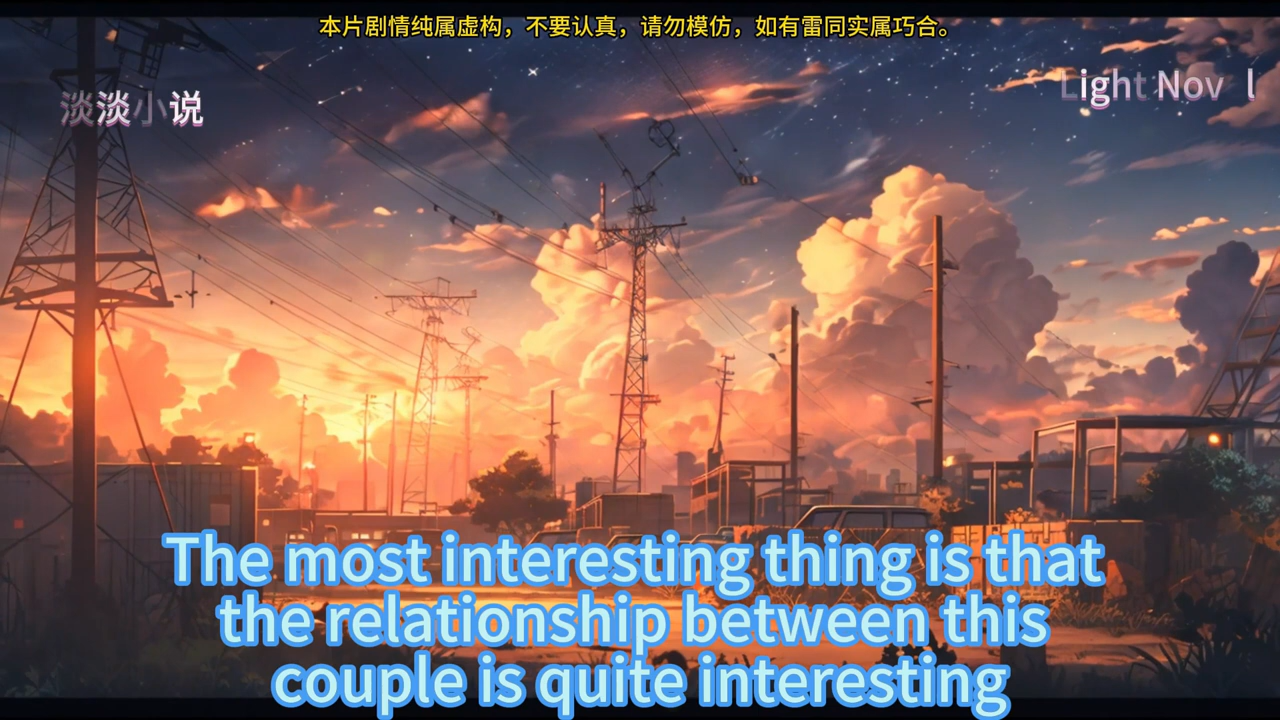 本片剧情纯属虚构，不要认真，请勿模仿，如有雷同实属巧合。
淡淡小说
Light Nov l
The most interesting thing is that
the relationship between this
couple is quite interesting